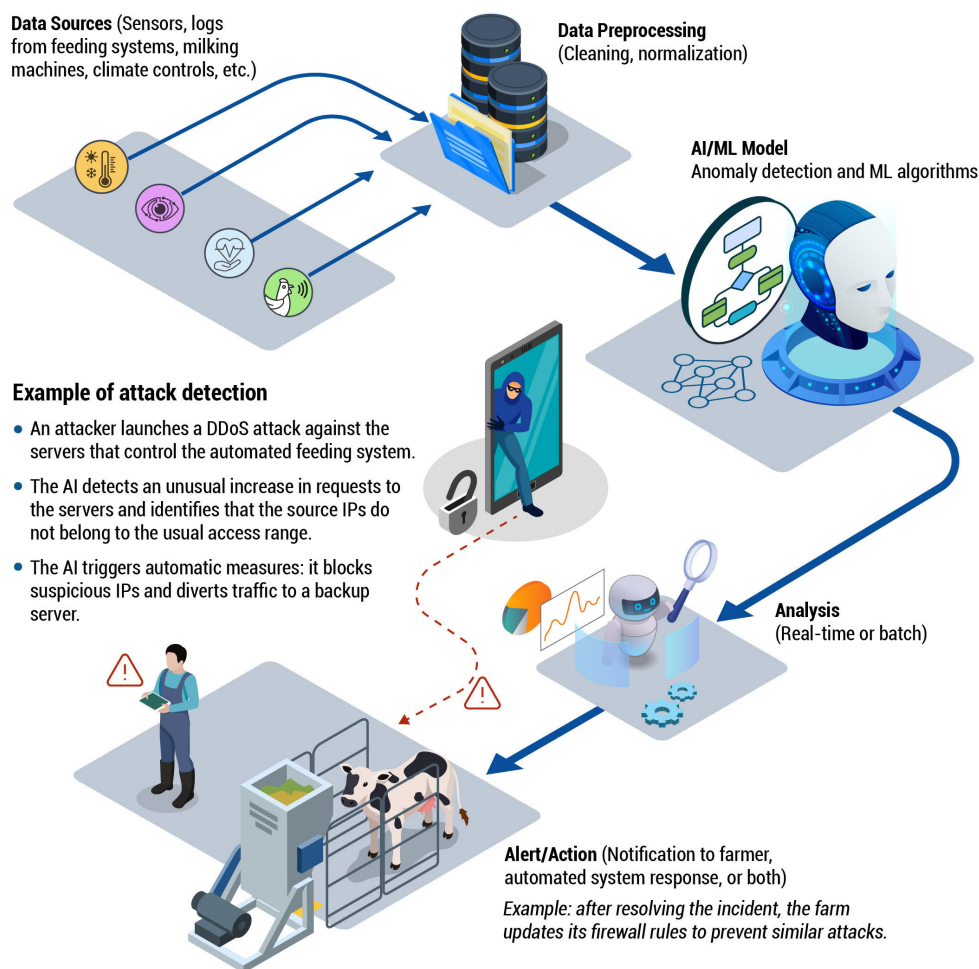 Data Sources (Sensors, logs
from feeding systems, milking
machines, climate controls, etc.)
Data Preprocessing
(Cleaning, normalization)
AI/ML Model
Anomaly detection and ML algorithms
Example of attack detection
• An attacker launches a DDoS attack against the
servers that control the automated feeding system.
• The AI detects an unusual increase in requests to
the servers and identifies that the source IPs do
not belong to the usual access range.
• The AI triggers automatic measures: it blocks
suspicious IPs and diverts traffic to a backup
server.
Analysis
(Real-time or batch)
Alert/Action (Notification to farmer,
automated system response, or both)
Example: after resolving the incident, the farm
updates its firewall rules to prevent similar attacks.